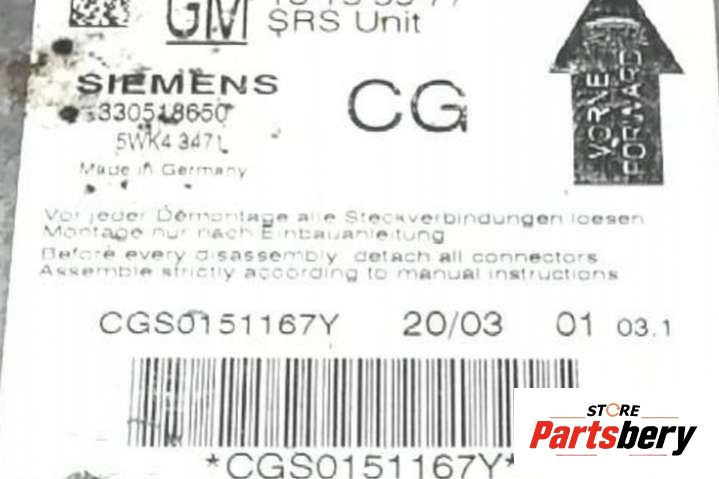 GM
SRS Unit
SIEMENS
330518650
CG
5WK4 3471
Made in Germany
VORNE
FORWARD
Vor jeder Demontage alle Steckverbindungen loesen
Montage nur nach Einbauanleitung
Before every disassembly detach all connectors
Assemble strictly according to manual instructions
CGS0151167Y 20/03 01 03.1
*CGS0151167Y*
STORE
Partsbery